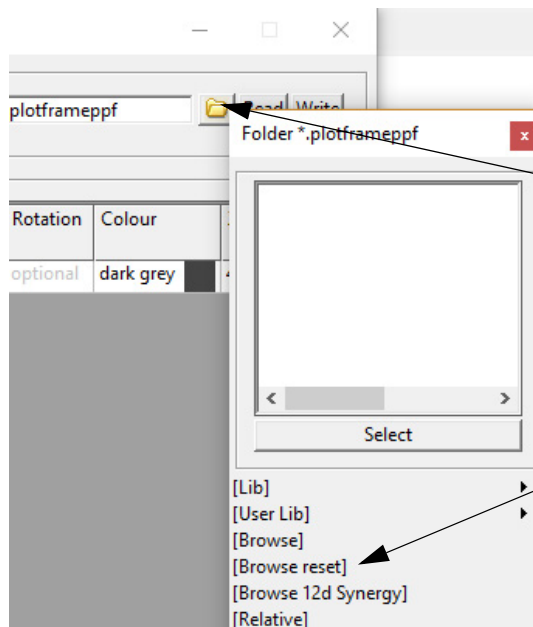 plotframeppf
Read Write
Folder *.plotframeppf
x
Rotation Colour
optional dark grey
Select
[Lib]
[User Lib]
[Browse]
[Browse reset]
[Browse 12d Synergy]
[Relative]